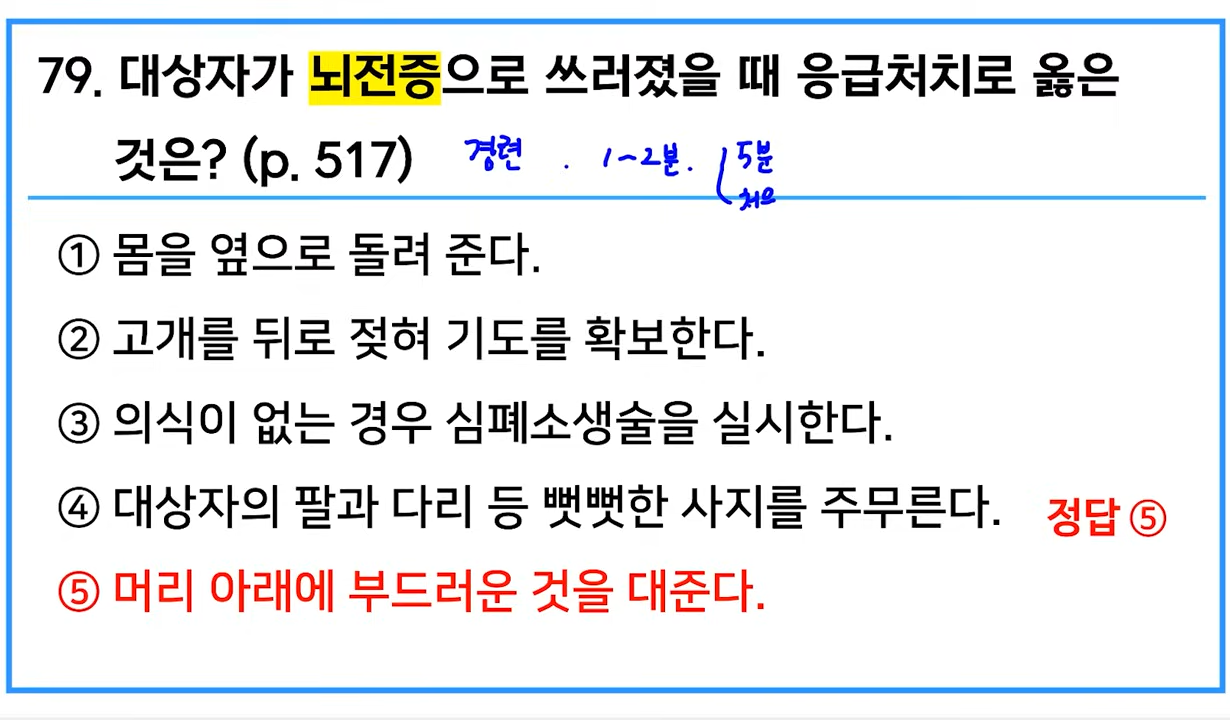 79. 대상자가 뇌전증으로 쓰러졌을 때 응급처치로 옳은
것은? (p. 517) 경련 . 1~2분. 5분
처음
① 몸을 옆으로 돌려 준다.
② 고개를 뒤로 젖혀 기도를 확보한다.
③ 의식이 없는 경우 심폐소생술을 실시한다.
④ 대상자의 팔과 다리 등 뻣뻣한 사지를 주무른다. 정답 ⑤
⑤ 머리 아래에 부드러운 것을 대준다.